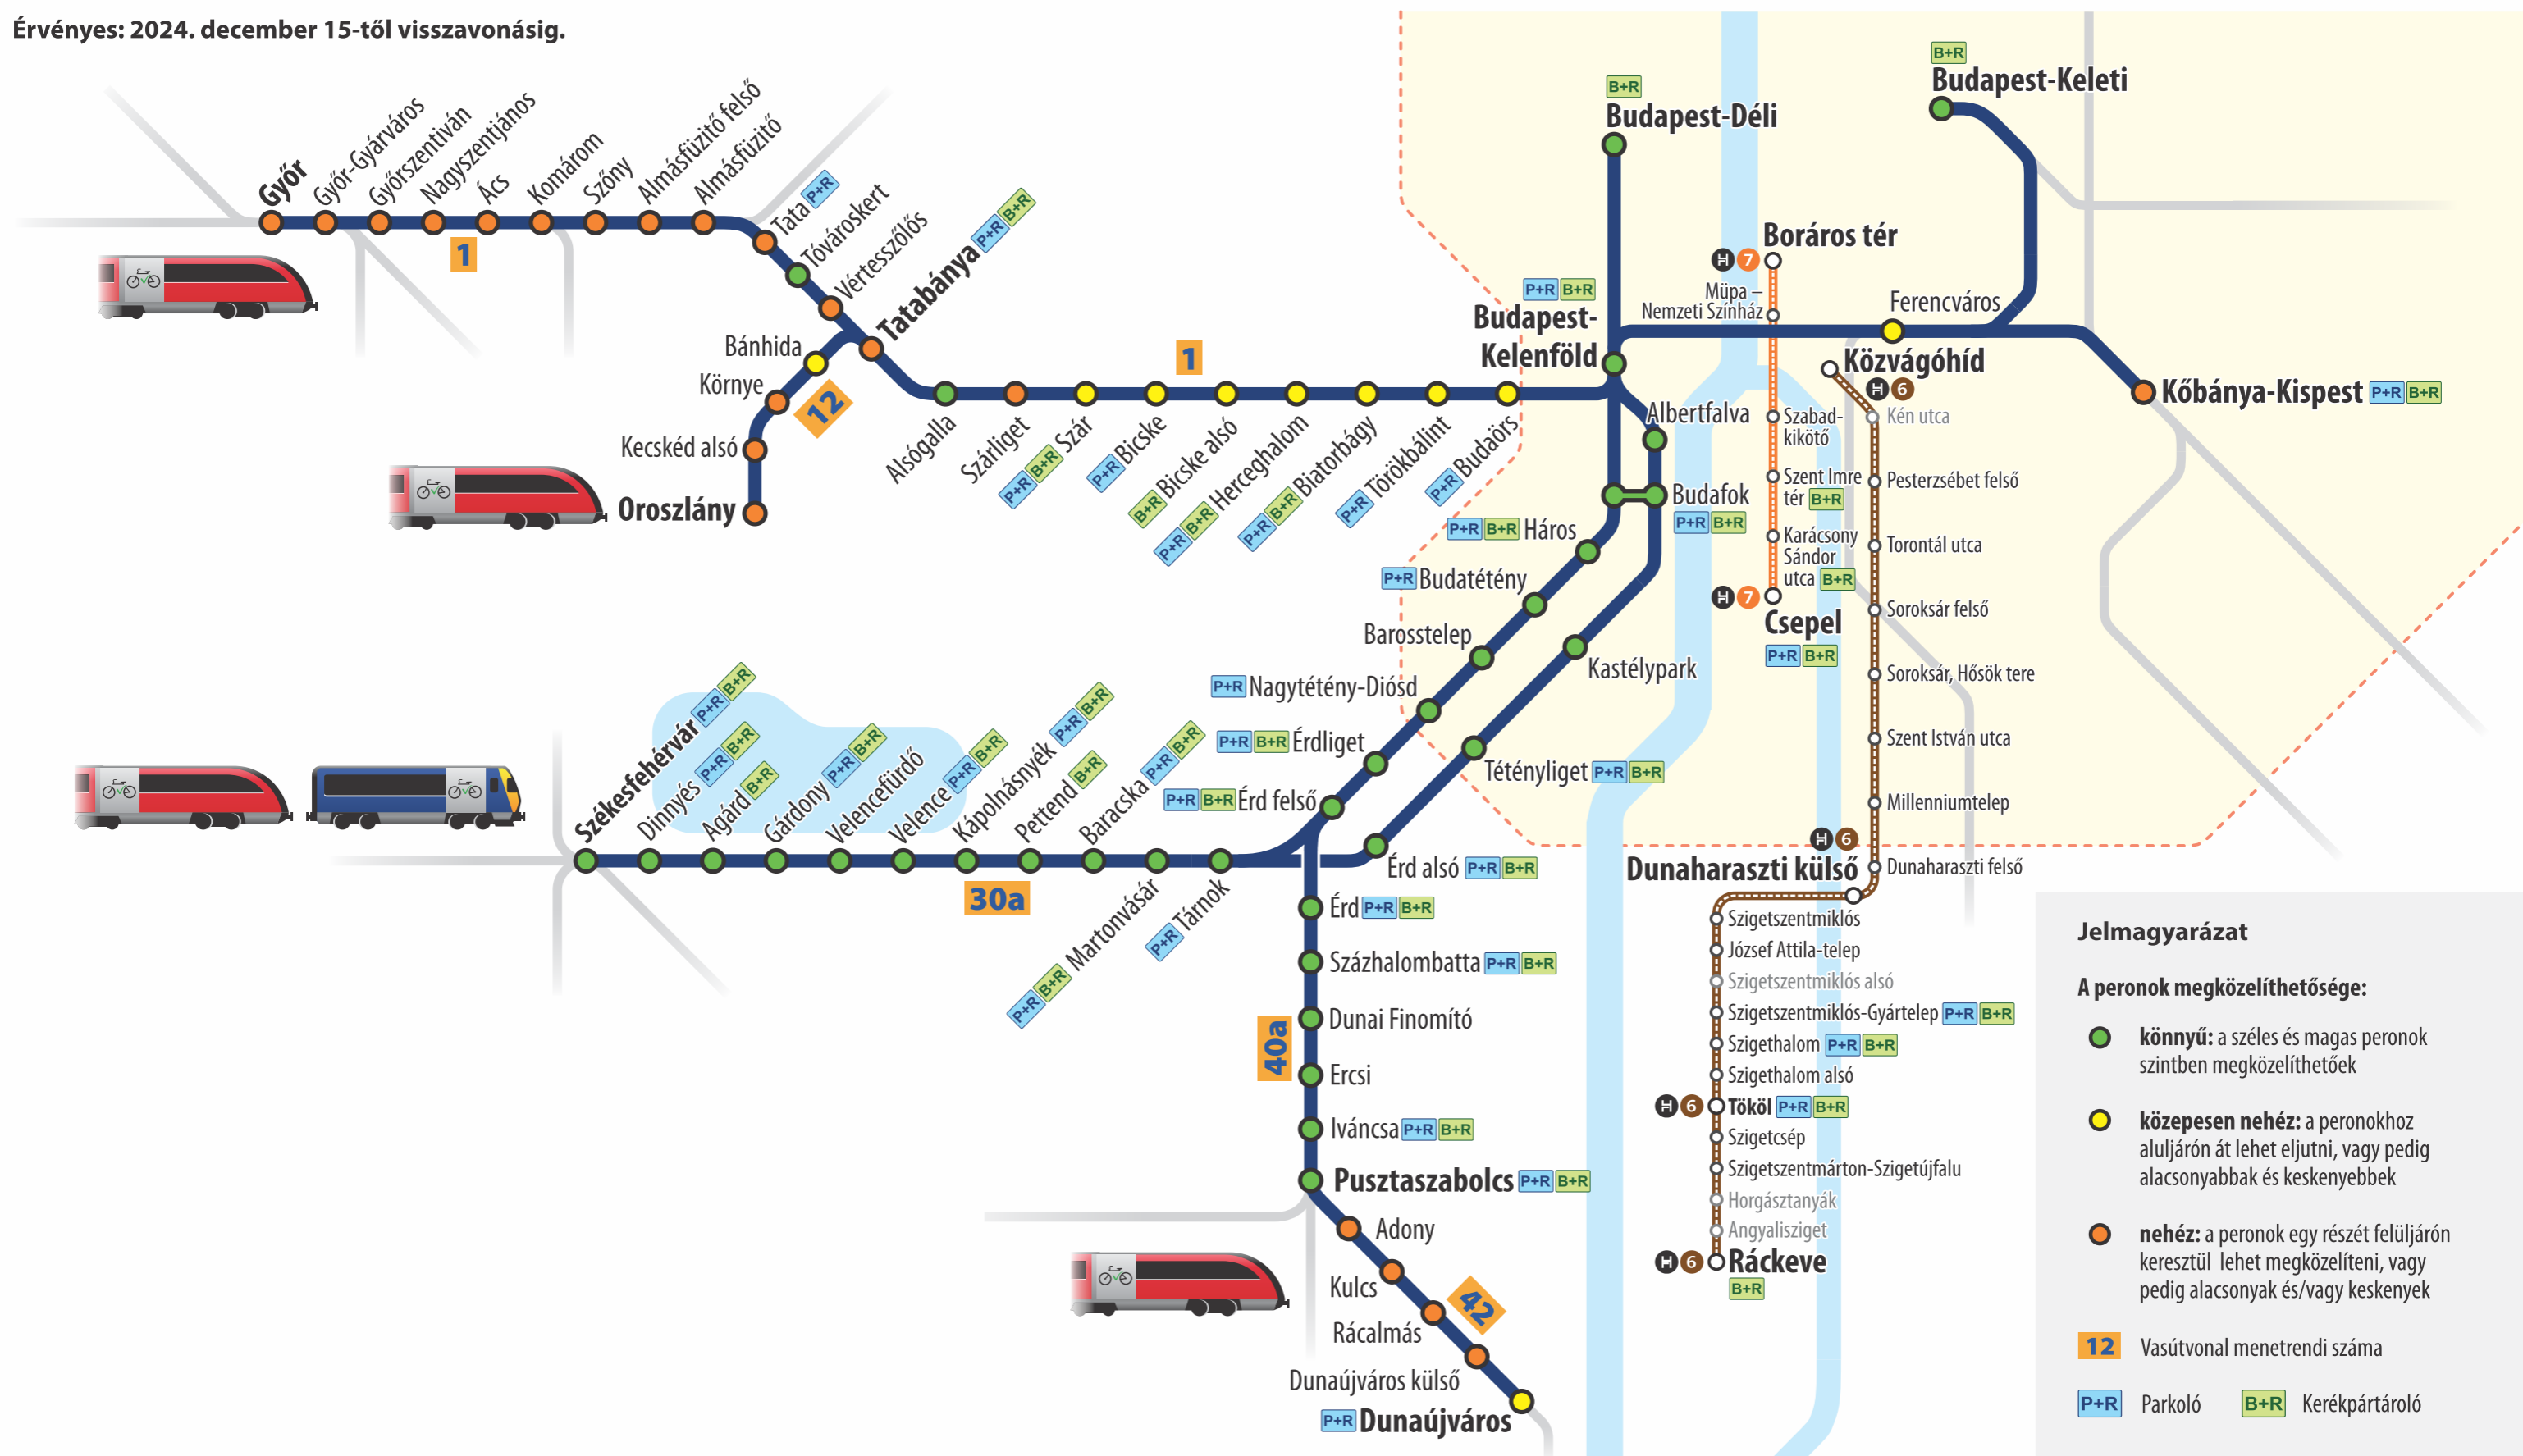 Érvényes: 2024. december 15-től visszavonásig.
Győr
Győr-Gyárváros
Győrszentiván
Nagyszentjános
Ács
Komárom
Szőny
Almásfüzitő felső
Almásfüzitő
1
Tata P+R
Tóvároskert
Vértesszőlős
Tatabánya P+R B+R
Bánhida
Környe
12
Kecskéd alsó
Oroszlány
1
Alsógalla
Szárliget
P+R B+R Szár
P+R Bicske
B+R Bicske alsó
P+R B+R Herceghalom
P+R B+R Biatorbágy
P+R Törökbálint
P+R Budaörs
B+R
Budapest-Déli
B+R
Budapest-Keleti
P+R B+R
Budapest-
Kelenföld
Ferencváros
Kőbánya-Kispest P+R B+R
Albertfalva
Budafok
P+R B+R
P+R B+R Háros
P+R Budatétény
Barosstelep
P+R Nagytétény-Diósd
P+R B+R Érdliget
P+R B+R Érd felső
Kastélypark
Tétényliget P+R B+R
Érd alsó P+R B+R
Boráros tér
H 7
Müpa –
Nemzeti Színház
Szabad-
kikötő
Szent Imre
tér B+R
Karácsony
Sándor
utca B+R
H 7
Csepel
P+R B+R
Közvágóhíd
H 6
Kén utca
Pesterzsébet felső
Torontál utca
Soroksár felső
Soroksár, Hősök tere
Szent István utca
Millenniumtelep
H 6
Dunaharaszti külső
Dunaharaszti felső
Szigetszentmiklós
József Attila-telep
Szigetszentmiklós alsó
Szigetszentmiklós-Gyártelep P+R B+R
Szigethalom P+R B+R
Szigethalom alsó
H 6 Tököl P+R B+R
Szigetcsép
Szigetszentmárton-Szigetújfalu
Horgásztanyák
Angyalisziget
H 6 Ráckeve
B+R
Székesfehérvár P+R B+R
Dinnyés P+R B+R
Agárd B+R
Gárdony P+R B+R
Velencefürdő
Velence P+R B+R
Kápolnásnyék P+R B+R
Pettend B+R
Baracska P+R B+R
30a
P+R B+R Martonvásár
P+R Tárnok
Érd P+R B+R
Százhalombatta P+R B+R
Dunai Finomító
40a
Ercsi
Iváncsa P+R B+R
Pusztaszabolcs P+R B+R
Adony
Kulcs
42
Rácalmás
Dunaújváros külső
P+R Dunaújváros
Jelmagyarázat
A peronok megközelíthetősége:
könnyű: a széles és magas peronok
szintben megközelíthetőek
közepesen nehéz: a peronokhoz
aluljárón át lehet eljutni, vagy pedig
alacsonyabbak és keskenyebbek
nehéz: a peronok egy részét felüljárón
keresztül lehet megközelíteni, vagy
pedig alacsonyak és/vagy keskenyek
12 Vasútvonal menetrendi száma
P+R Parkoló B+R Kerékpártároló